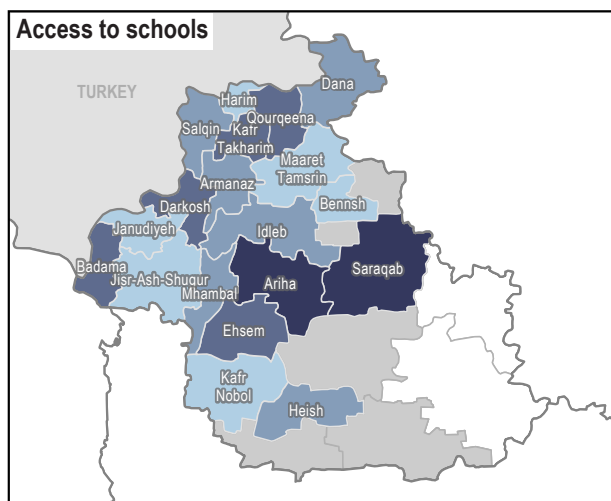 Access to schools
TURKEY
Dana
Harim
Qourqeena
Salqin
Kafr
Takharim
Maaret
Tamsrin
Armanaz
Bennsh
Darkosh
Janudiyeh
Idleb
Badama
Jisr-Ash-Shugur
Mhambal
Ariha
Saraqab
Ehsem
Kafr
Nobol
Heish